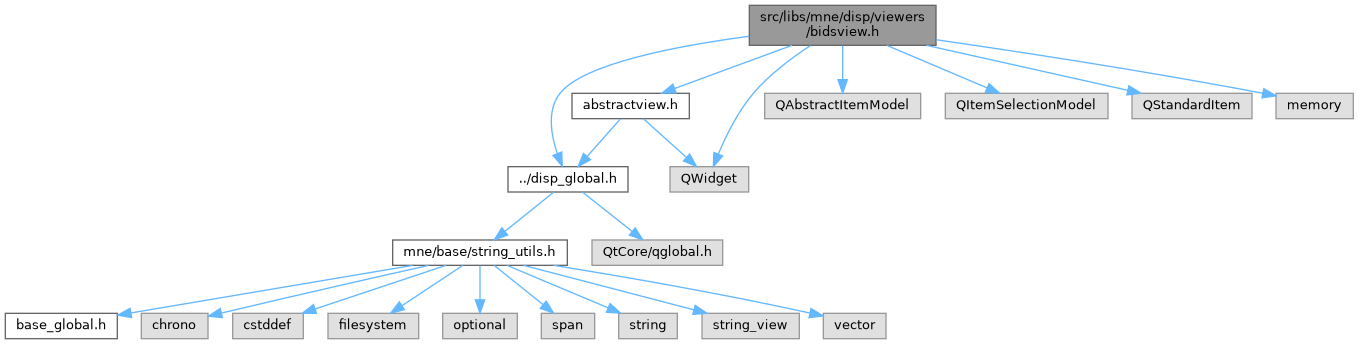 src/libs/mne/disp/viewers
/bidsview.h
abstractview.h
QAbstractItemModel
QItemSelectionModel
QStandardItem
memory
../disp_global.h
QWidget
mne/base/string_utils.h
QtCore/qglobal.h
base_global.h
chrono
cstddef
filesystem
optional
span
string
string_view
vector